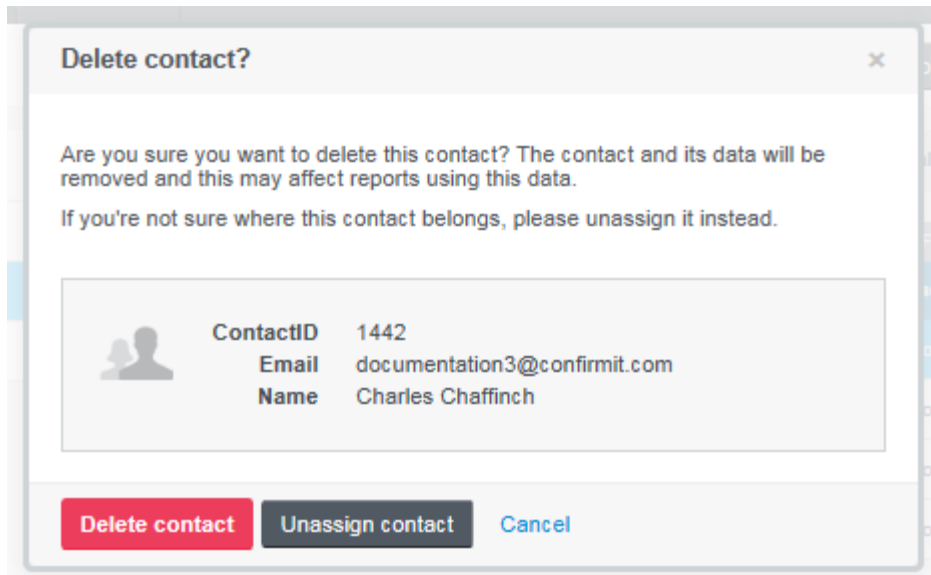 Delete contact?
×
Are you sure you want to delete this contact? The contact and its data will be
removed and this may affect reports using this data.
If you're not sure where this contact belongs, please unassign it instead.
ContactID 1442
Email documentation3@confirmit.com
Name Charles Chaffinch
Delete contact Unassign contact Cancel